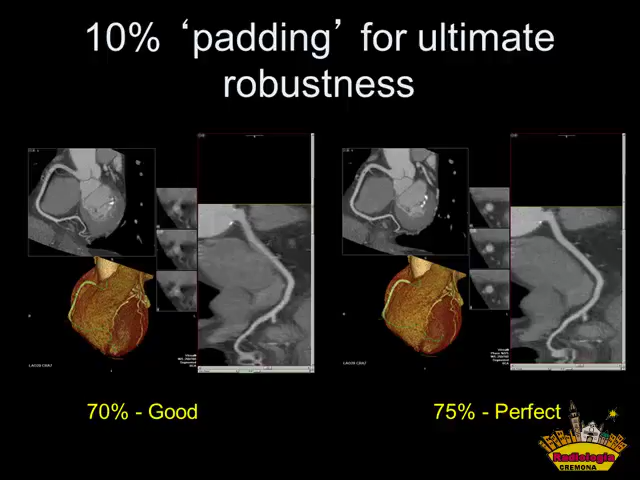 10% ‘padding’ for ultimate
robustness
70% - Good
75% - Perfect
Radiologia
CREMONA